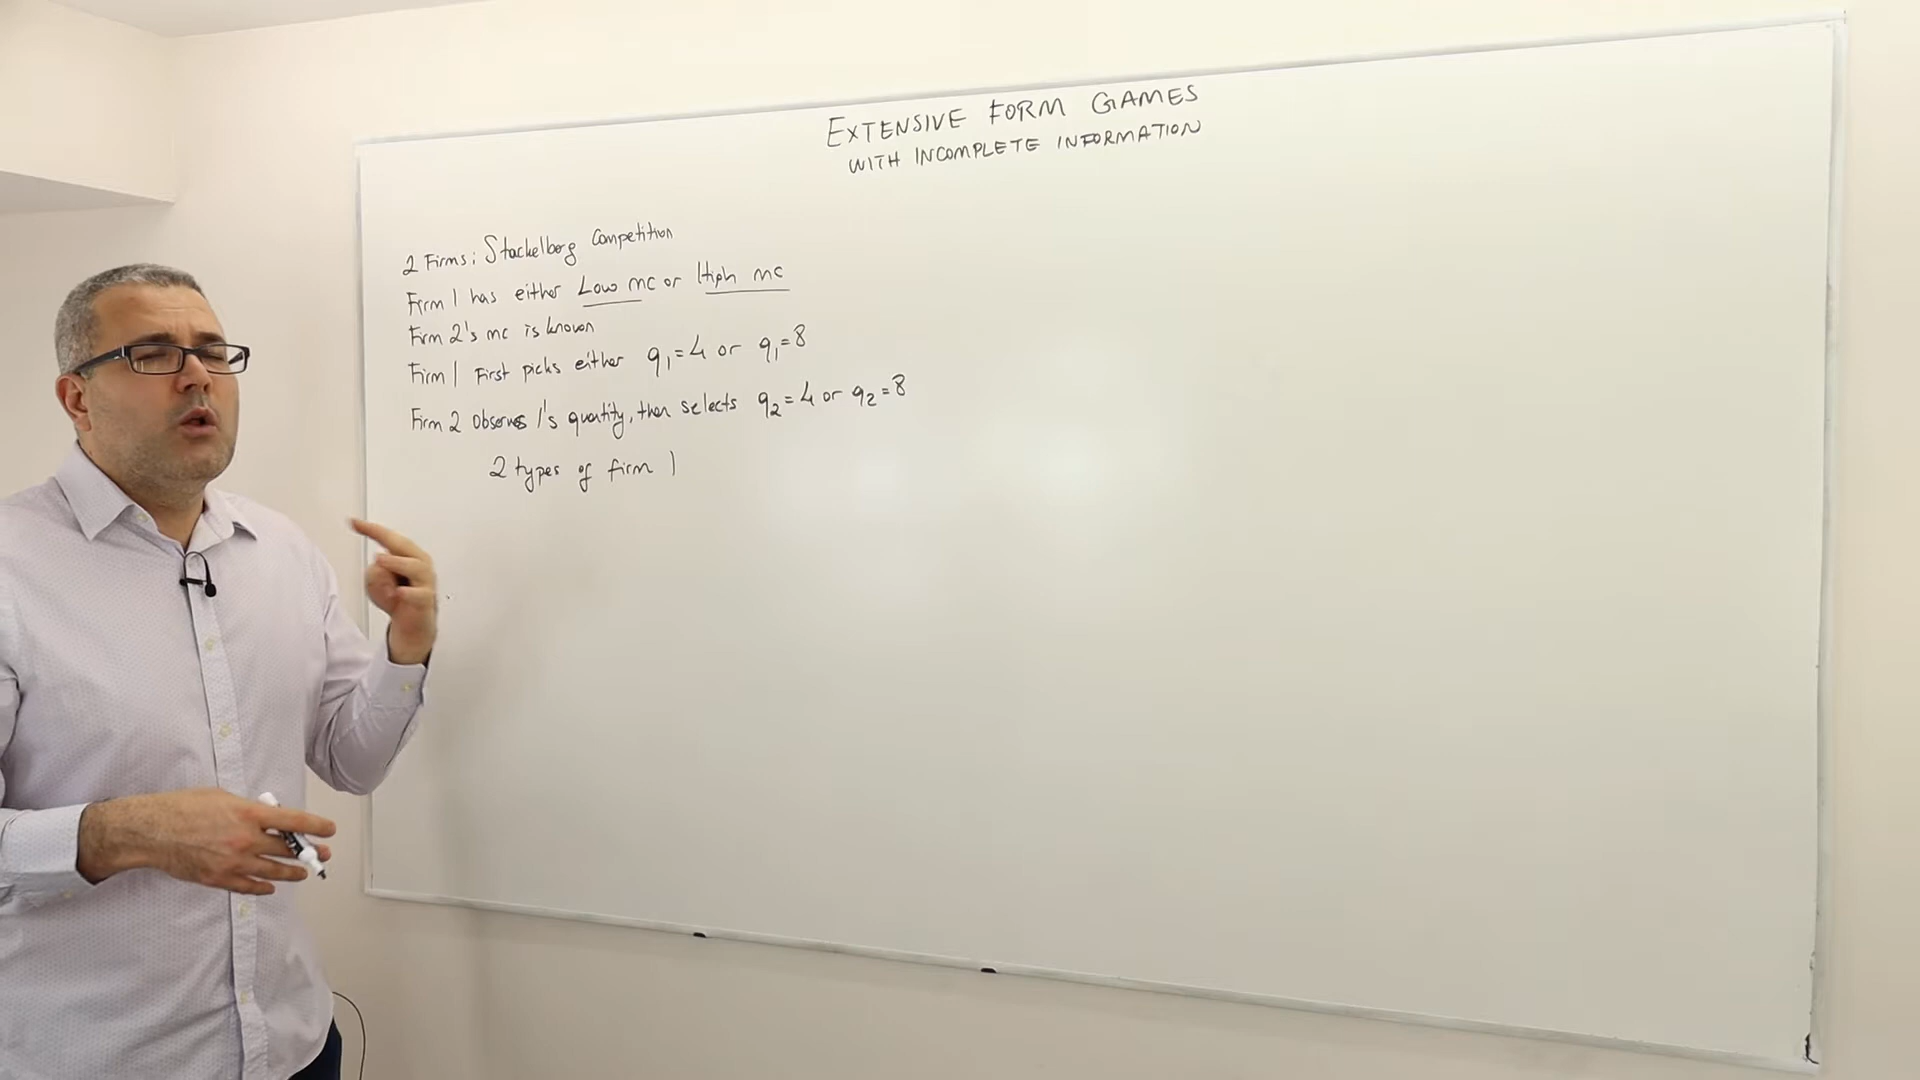 EXTENSIVE FORM GAMES
WITH INCOMPLETE INFORMATION
2 Firms: Stackelberg Competition
Firm 1 has either Low mc or High mc
Firm 2's mc is known
Firm 1 First picks either q₁=4 or q₁=8
Firm 2 observes 1's quantity, then selects q₂=4 or q₂=8
2 types of firm 1